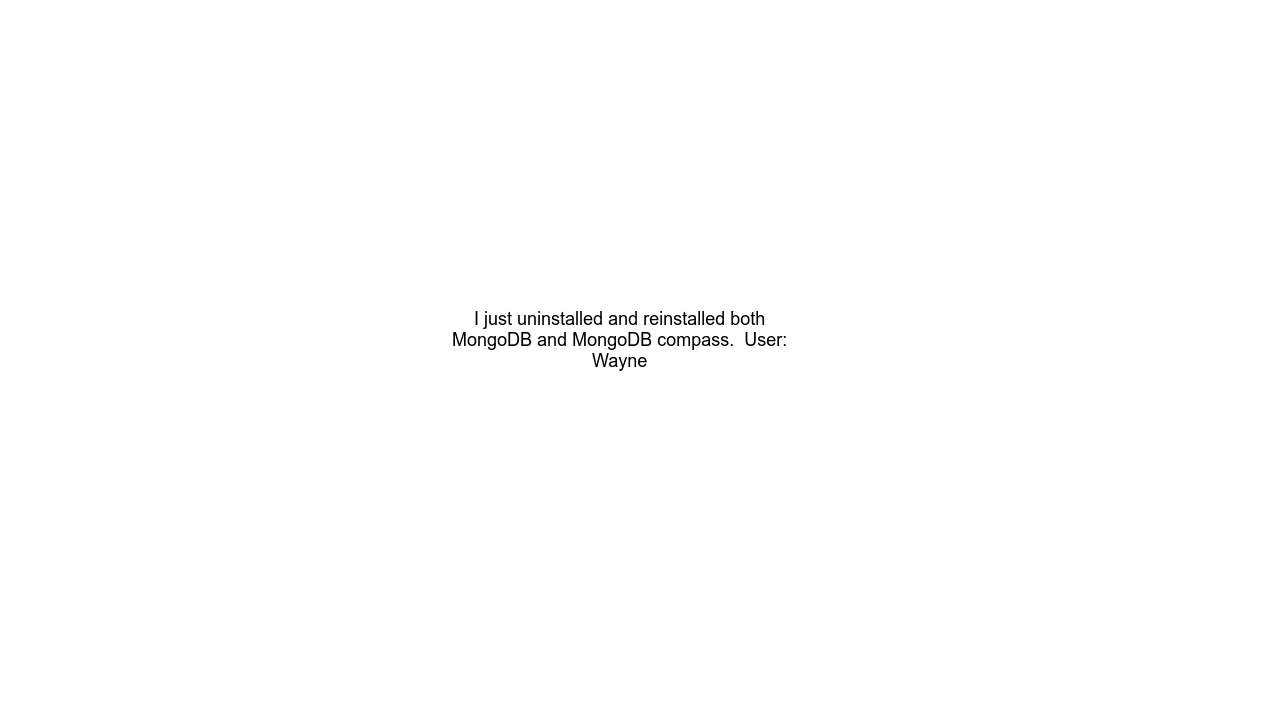 I just uninstalled and reinstalled both
MongoDB and MongoDB compass.  User:
Wayne